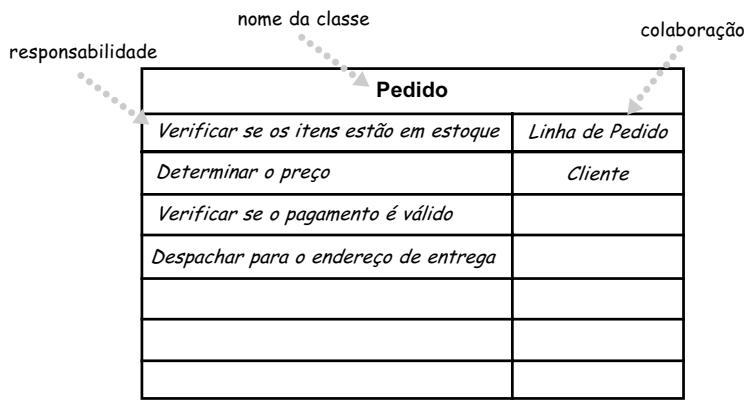 nome da classe
colaboração
responsabilidade
Pedido
Verificar se os itens estão em estoque Linha de Pedido
Determinar o preço Cliente
Verificar se o pagamento é válido
Despachar para o endereço de entrega